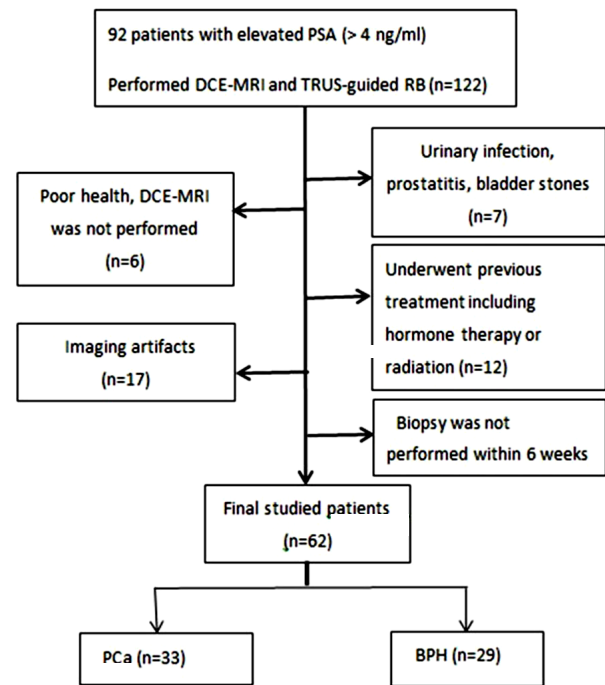 92 patients with elevated PSA (> 4 ng/ml)
Performed DCE-MRI and TRUS-guided RB (n=122)
Urinary infection,
prostatitis, bladder stones
(n=7)
Poor health, DCE-MRI
was not performed
(n=6)
Underwent previous
treatment including
hormone therapy or
radiation (n=12)
Imaging artifacts
(n=17)
Biopsy was not
performed within 6 weeks
Final studied patients
(n=62)
PCa (n=33)
BPH (n=29)